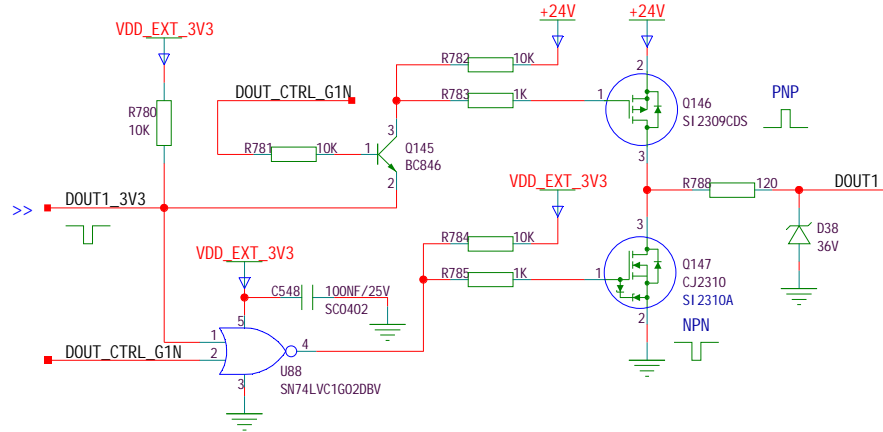 +24V
+24V
VDD_EXT_3V3
R782
10K
2
DOUT_CTRL_G1N
R783
1K
1
Q146
SI2309CDS
PNP
R780
10K
3
R781
10K
1
Q145
BC846
2
3
VDD_EXT_3V3
R788
120
DOUT1
>>
DOUT1_3V3
D38
36V
VDD_EXT_3V3
R784
10K
3
Q147
CJ2310
SI2310A
C548
100NF/25V
SC0402
R785
1K
1
2
NPN
5
1
2
4
DOUT_CTRL_G1N
U88
3
SN74LVC1G02DBV